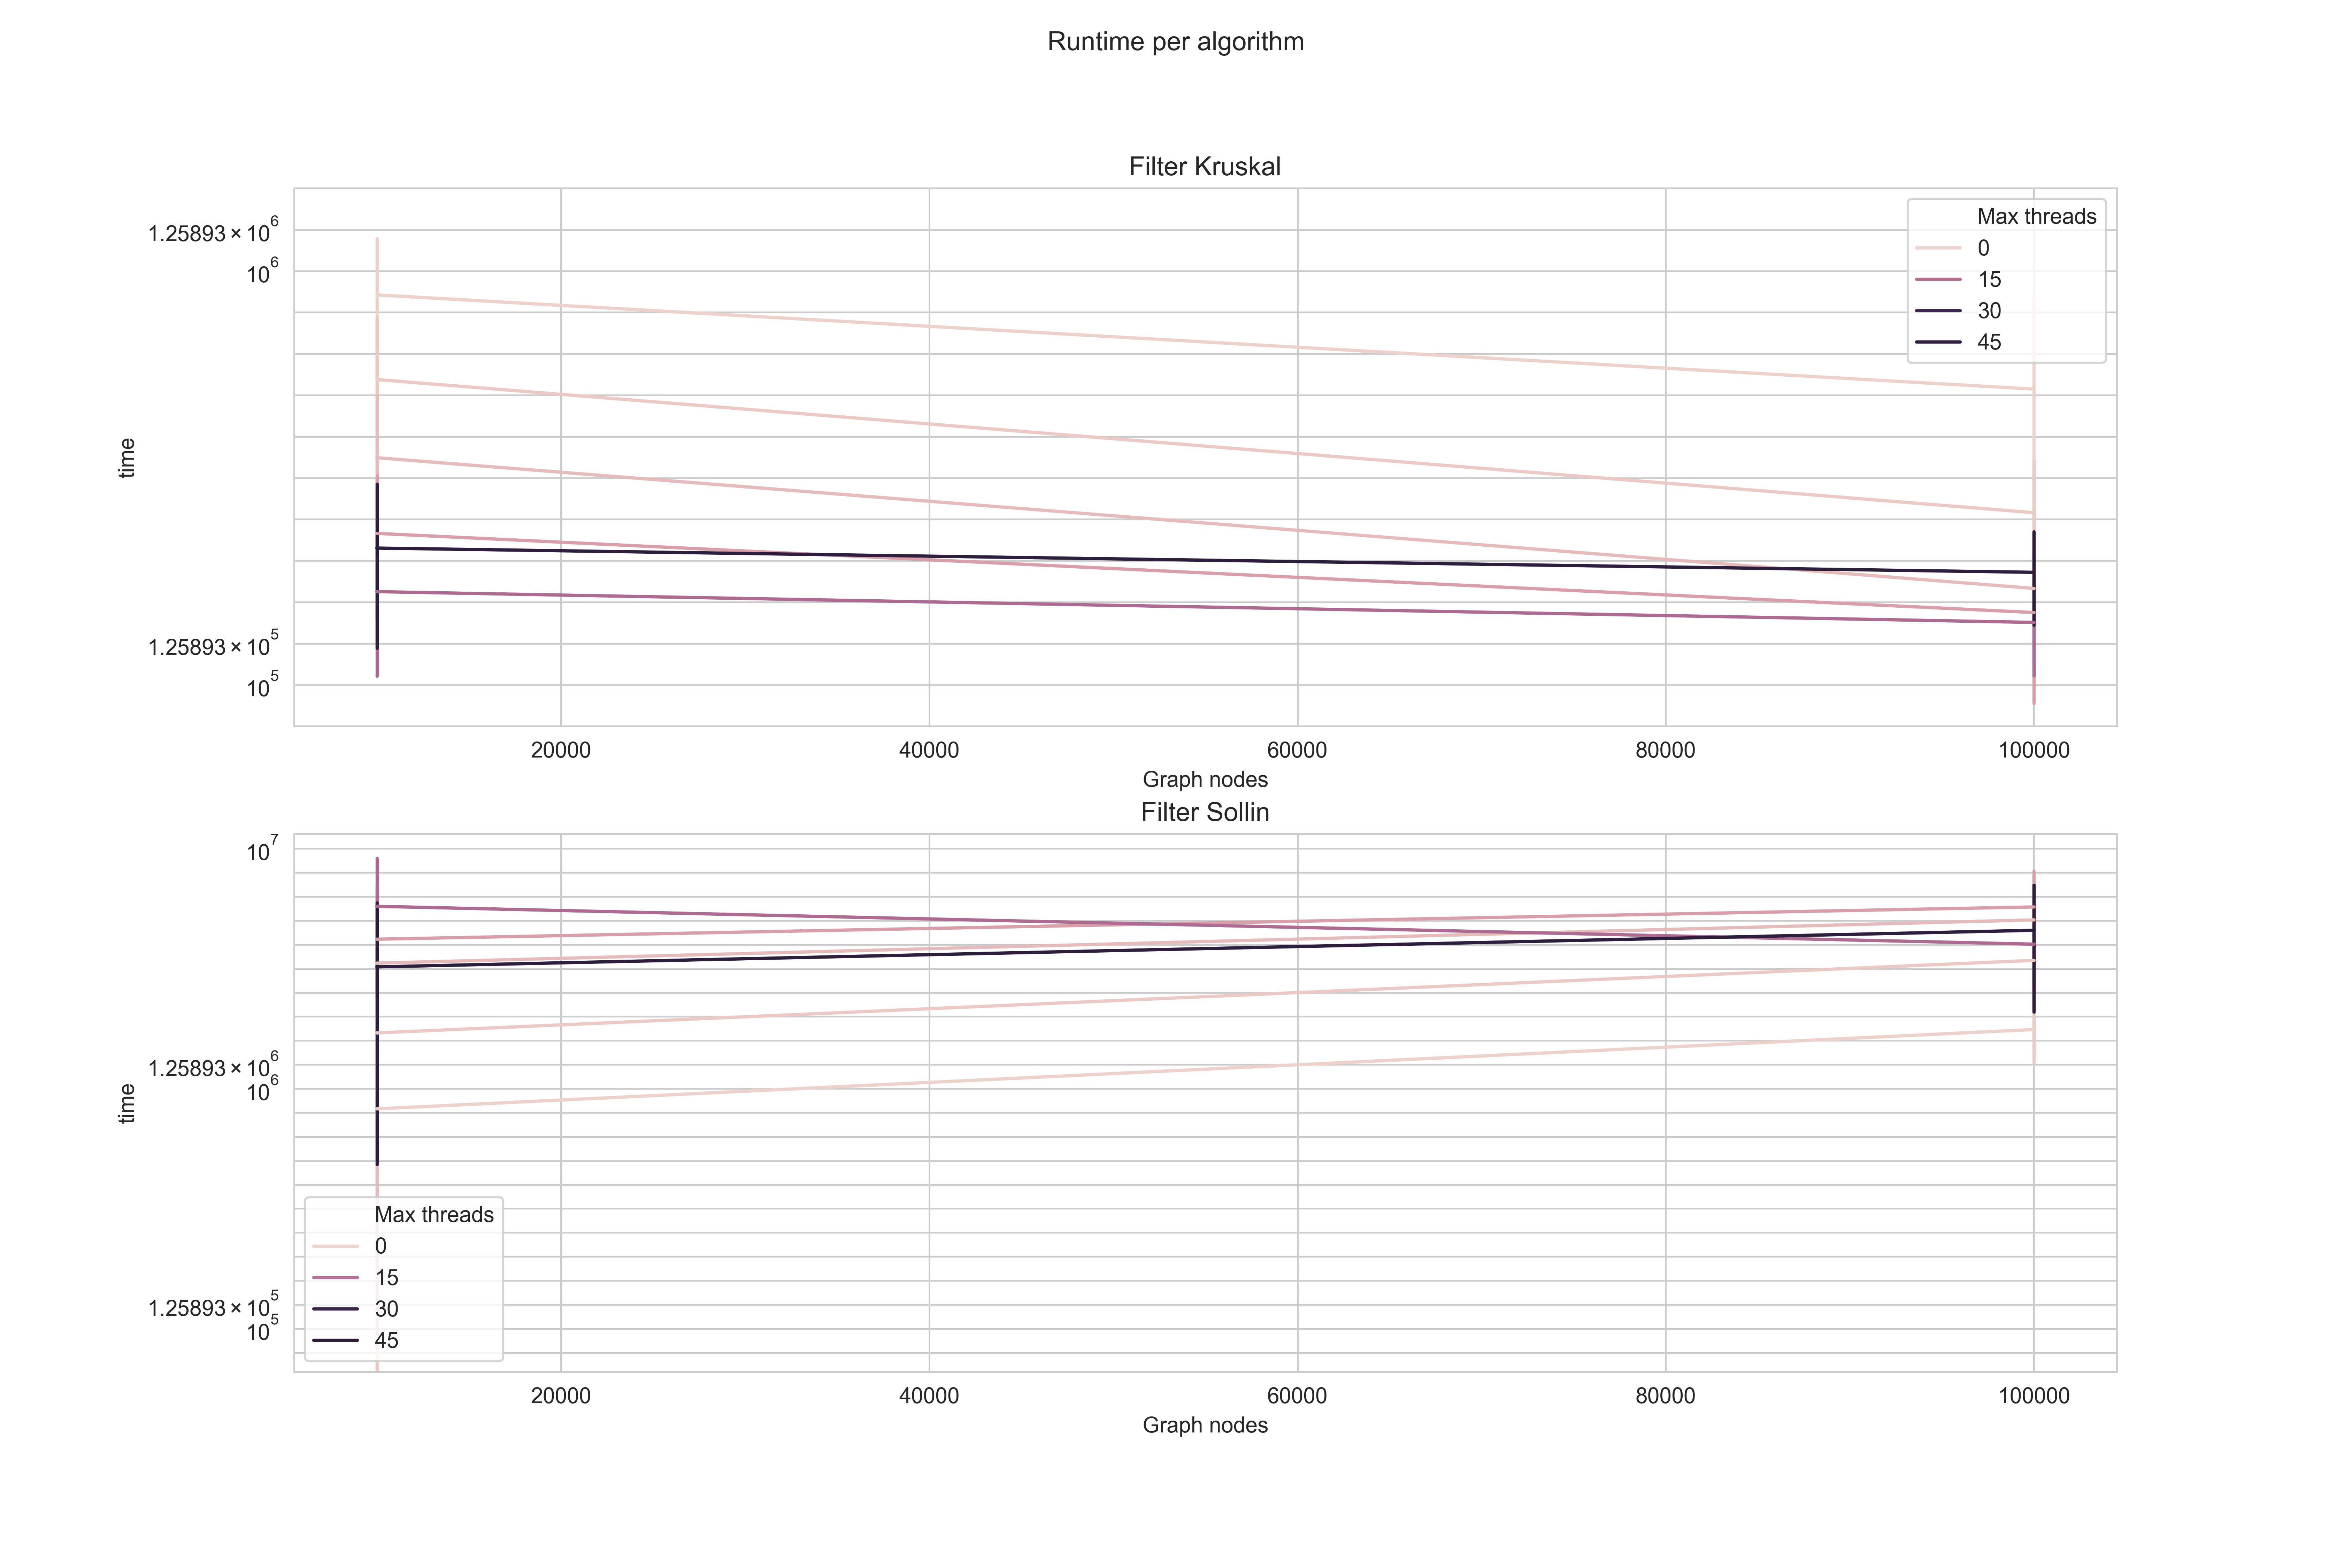 Runtime per algorithm
Filter Kruskal
1.25893 × 10^6
10^6
1.25893 × 10^5
10^5
time
Max threads
0
15
30
45
20000 40000 60000 80000 100000
Graph nodes
Filter Sollin
10^7
1.25893 × 10^6
10^6
1.25893 × 10^5
10^5
time
Max threads
0
15
30
45
20000 40000 60000 80000 100000
Graph nodes